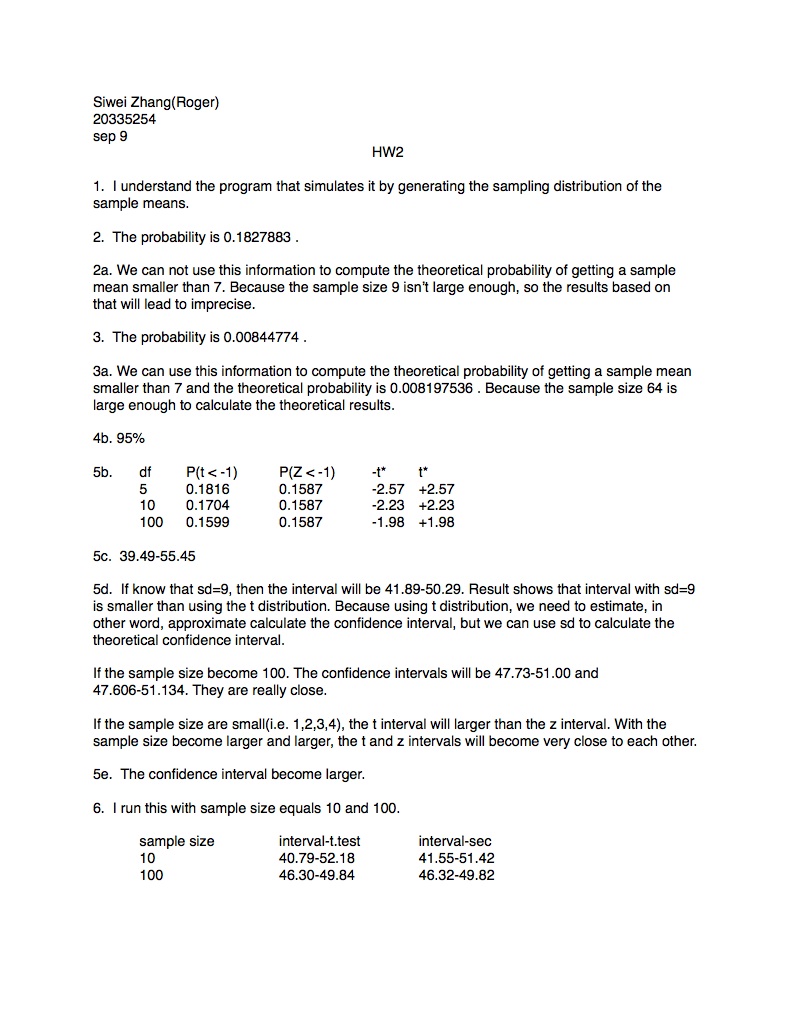 Siwei Zhang(Roger)
20335254
sep 9
HW2
1. I understand the program that simulates it by generating the sampling distribution of the
sample means.
2. The probability is 0.1827883 .
2a. We can not use this information to compute the theoretical probability of getting a sample
mean smaller than 7. Because the sample size 9 isn't large enough, so the results based on
that will lead to imprecise.
3. The probability is 0.00844774 .
3a. We can use this information to compute the theoretical probability of getting a sample mean
smaller than 7 and the theoretical probability is 0.008197536 . Because the sample size 64 is
large enough to calculate the theoretical results.
4b. 95%
5b. df P(t < -1) P(Z < -1) -t* t*
5 0.1816 0.1587 -2.57 +2.57
10 0.1704 0.1587 -2.23 +2.23
100 0.1599 0.1587 -1.98 +1.98
5c. 39.49-55.45
5d. If know that sd=9, then the interval will be 41.89-50.29. Result shows that interval with sd=9
is smaller than using the t distribution. Because using t distribution, we need to estimate, in
other word, approximate calculate the confidence interval, but we can use sd to calculate the
theoretical confidence interval.
If the sample size become 100. The confidence intervals will be 47.73-51.00 and
47.606-51.134. They are really close.
If the sample size are small(i.e. 1,2,3,4), the t interval will larger than the z interval. With the
sample size become larger and larger, the t and z intervals will become very close to each other.
5e. The confidence interval become larger.
6. I run this with sample size equals 10 and 100.
sample size interval-t.test interval-sec
10 40.79-52.18 41.55-51.42
100 46.30-49.84 46.32-49.82